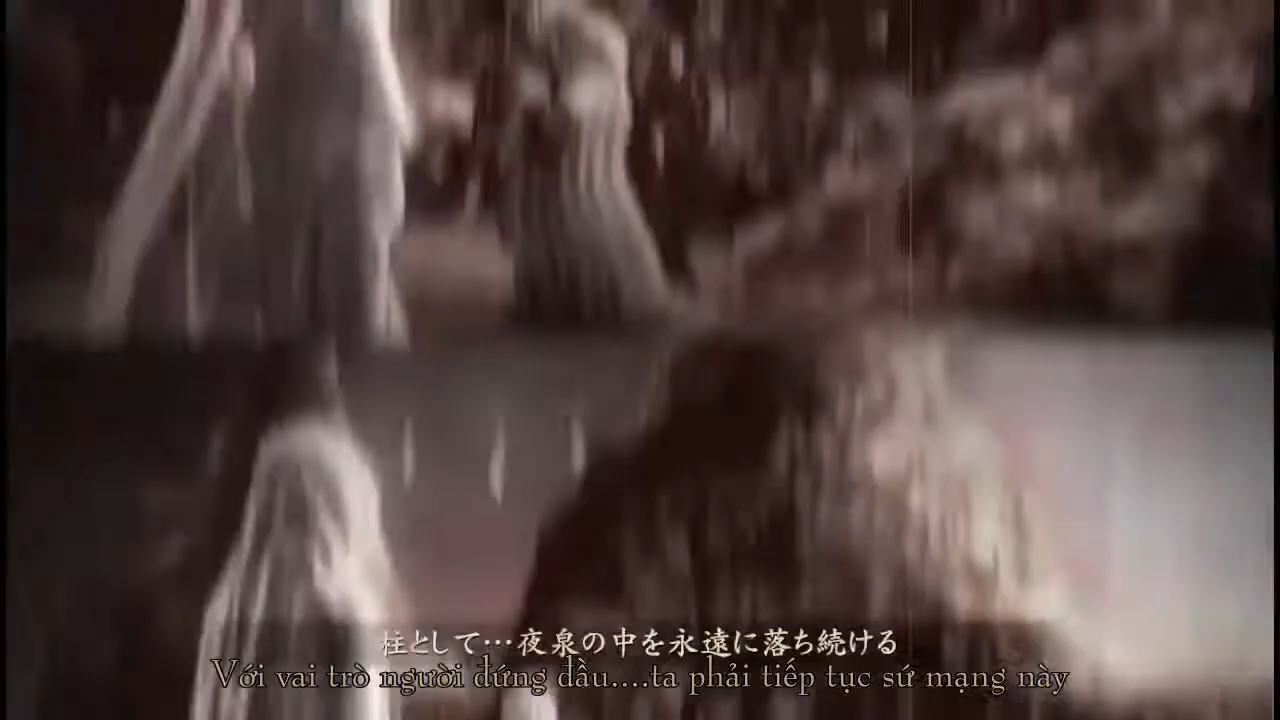 柱として…夜泉の中を永遠に落ち続ける
Với vai trò người đứng đầu....ta phải tiếp tục sứ mạng này